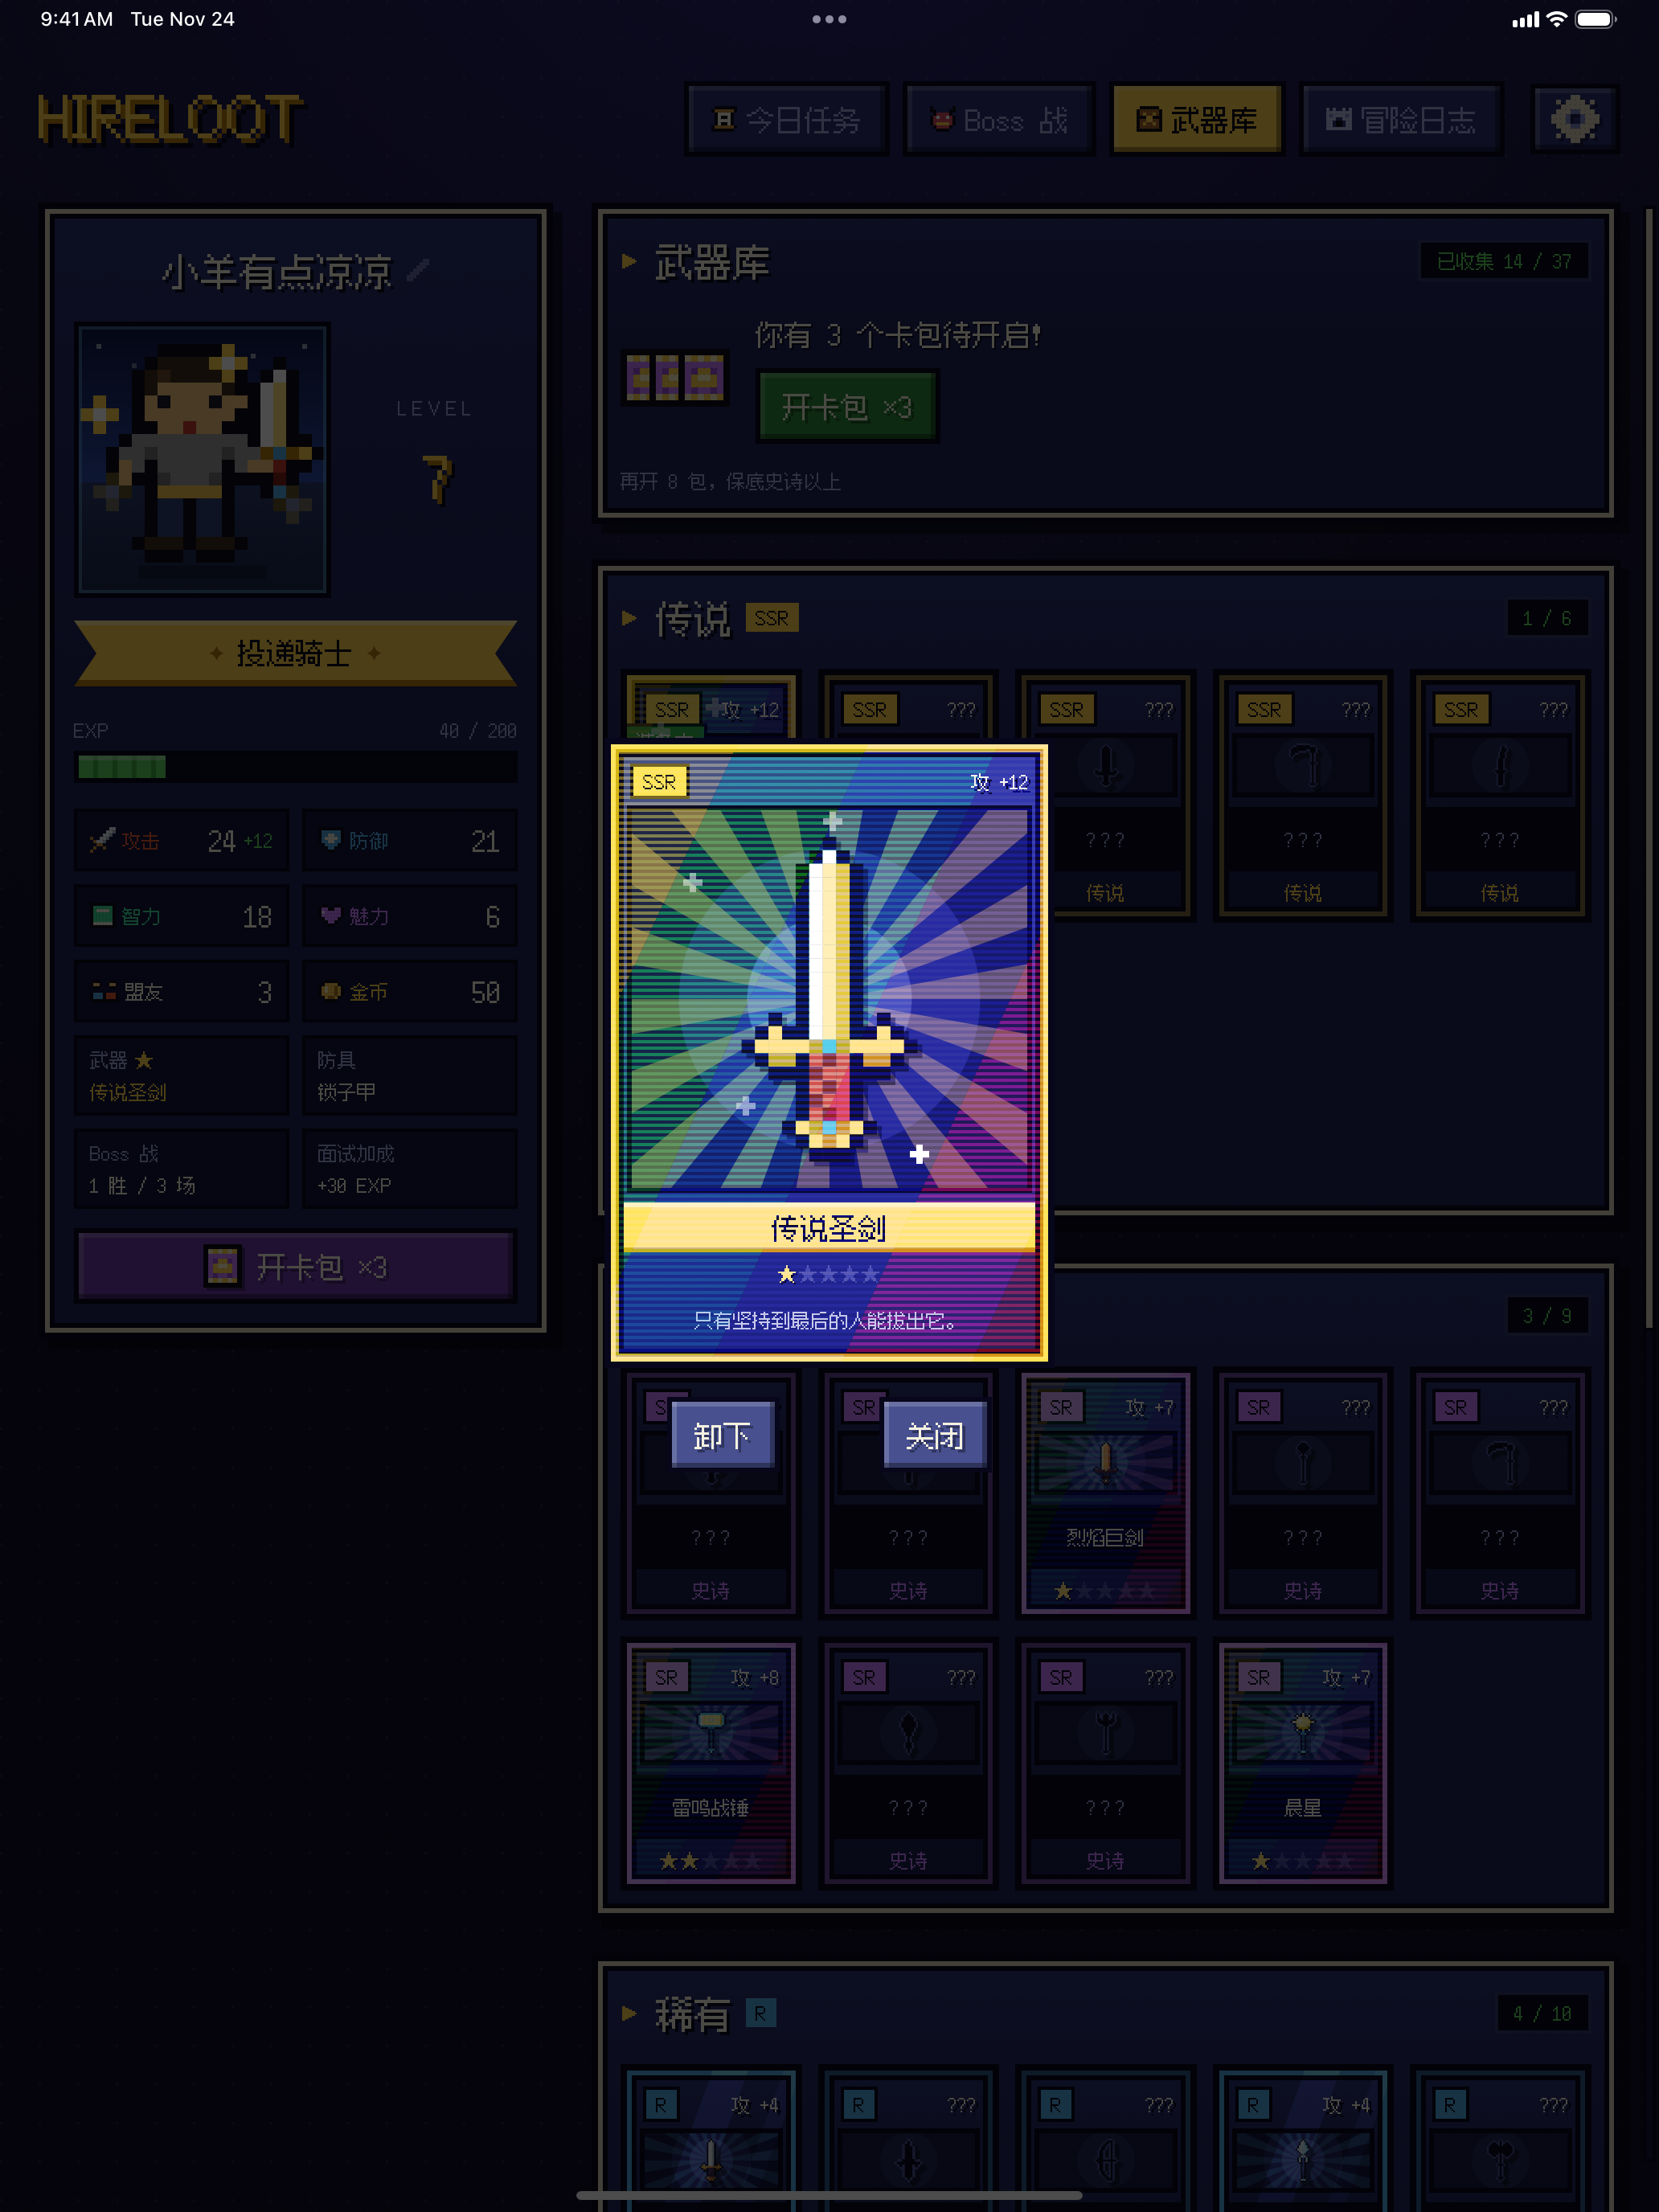 9:41 AM Tue Nov 24
HIRELOOT
今日任务
Boss 战
武器库
冒险日志
小羊有点凉凉
LEVEL
7
投递骑士
EXP 40 / 200
攻击 24 +12
防御 21
智力 18
魅力 6
盟友 3
金币 50
武器 ★
传说圣剑
防具
锁子甲
Boss 战
1 胜 / 3 场
面试加成
+30 EXP
开卡包 ×3
武器库
已收集 14 / 37
你有 3 个卡包待开启!
开卡包 ×3
再开 8 包, 保底史诗以上
传说 SSR
1 / 6
SSR 攻 +12
SSR ???
SSR ???
SSR ???
SSR ???
???
传说
???
传说
???
传说
SSR 攻 +12
传说圣剑
★★★★★
只有坚持到最后的人能拔出它。
卸下
关闭
3 / 9
SR
???
史诗
SR ???
史诗
SR 攻 +7
烈焰巨剑
★★★★★
SR ???
???
史诗
SR ???
???
史诗
SR 攻 +8
雷鸣战锤
★★★★★
SR ???
???
史诗
SR ???
???
史诗
SR 攻 +7
晨星
★★★★★
稀有 R
4 / 10
R 攻 +4
R ???
R ???
R 攻 +4
R ???